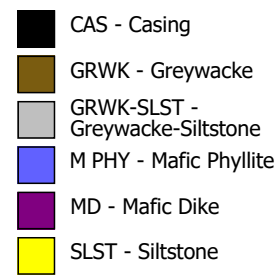 CAS - Casing
GRWK - Greywacke
GRWK-SLST -
Greywacke-Siltstone
M PHY - Mafic Phyllite
MD - Mafic Dike
SLST - Siltstone